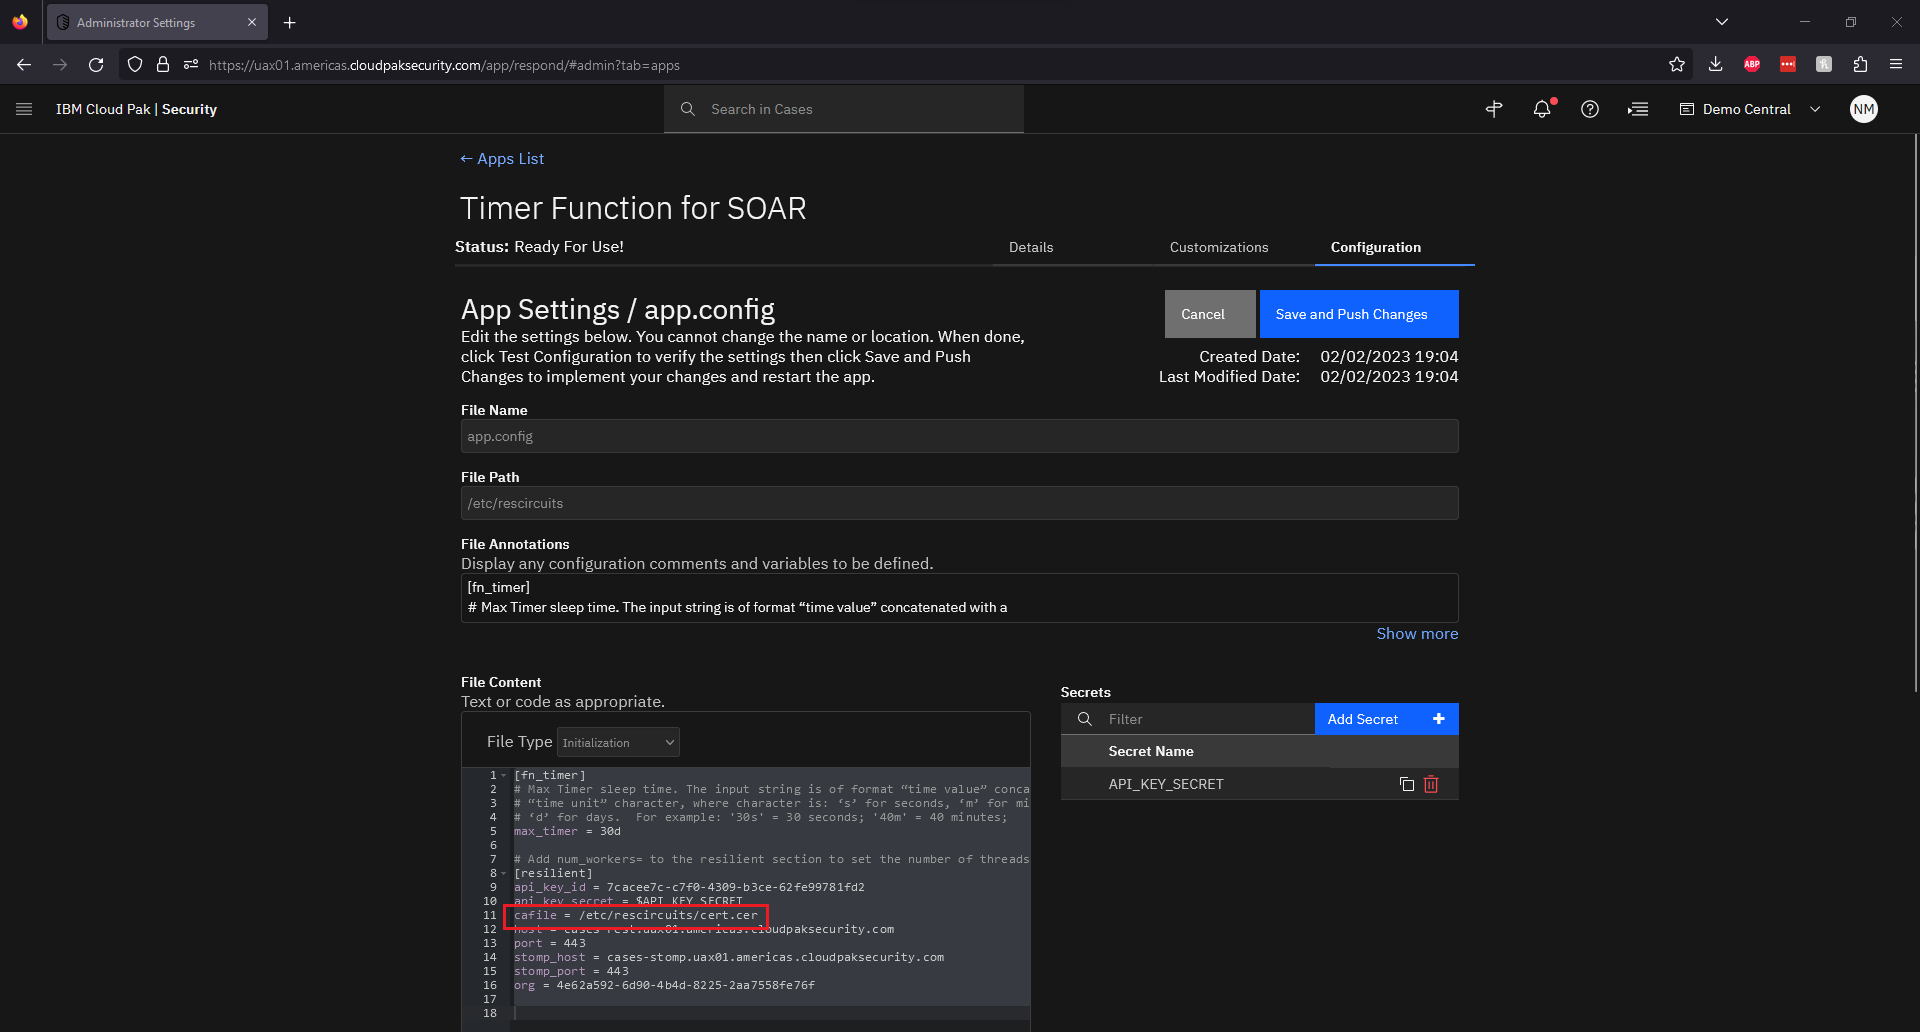 Administrator Settings
https://uax01.americas.cloudpaksecurity.com/app/respond/#admin?tab=apps
ABP
IBM Cloud Pak | Security
Search in Cases
Demo Central
NM
← Apps List
Timer Function for SOAR
Status: Ready For Use!
Details
Customizations
Configuration
App Settings / app.config
Edit the settings below. You cannot change the name or location. When done,
click Test Configuration to verify the settings then click Save and Push
Changes to implement your changes and restart the app.
Cancel
Save and Push Changes
Created Date: 02/02/2023 19:04
Last Modified Date: 02/02/2023 19:04
File Name
app.config
File Path
/etc/rescircuits
File Annotations
Display any configuration comments and variables to be defined.
[fn_timer]
# Max Timer sleep time. The input string is of format “time value” concatenated with a
Show more
File Content
Text or code as appropriate.
File Type Initialization
1 [fn_timer]
2 # Max Timer sleep time. The input string is of format “time value” conca
3 # “time unit” character, where character is: ‘s’ for seconds, ‘m’ for mi
4 # ‘d’ for days.  For example: '30s' = 30 seconds; '40m' = 40 minutes;
5 max_timer = 30d
6
7 # Add num_workers= to the resilient section to set the number of threads
8 [resilient]
9 api_key_id = 7cacee7c-c7f0-4309-b3ce-62fe99781fd2
10 api_key_secret = $API_KEY_SECRET
11 cafile = /etc/rescircuits/cert.cer
12 host = cases-rest.uax01.americas.cloudpaksecurity.com
13 port = 443
14 stomp_host = cases-stomp.uax01.americas.cloudpaksecurity.com
15 stomp_port = 443
16 org = 4e62a592-6d90-4b4d-8225-2aa7558fe76f
17
18
Secrets
Filter
Add Secret +
Secret Name
API_KEY_SECRET